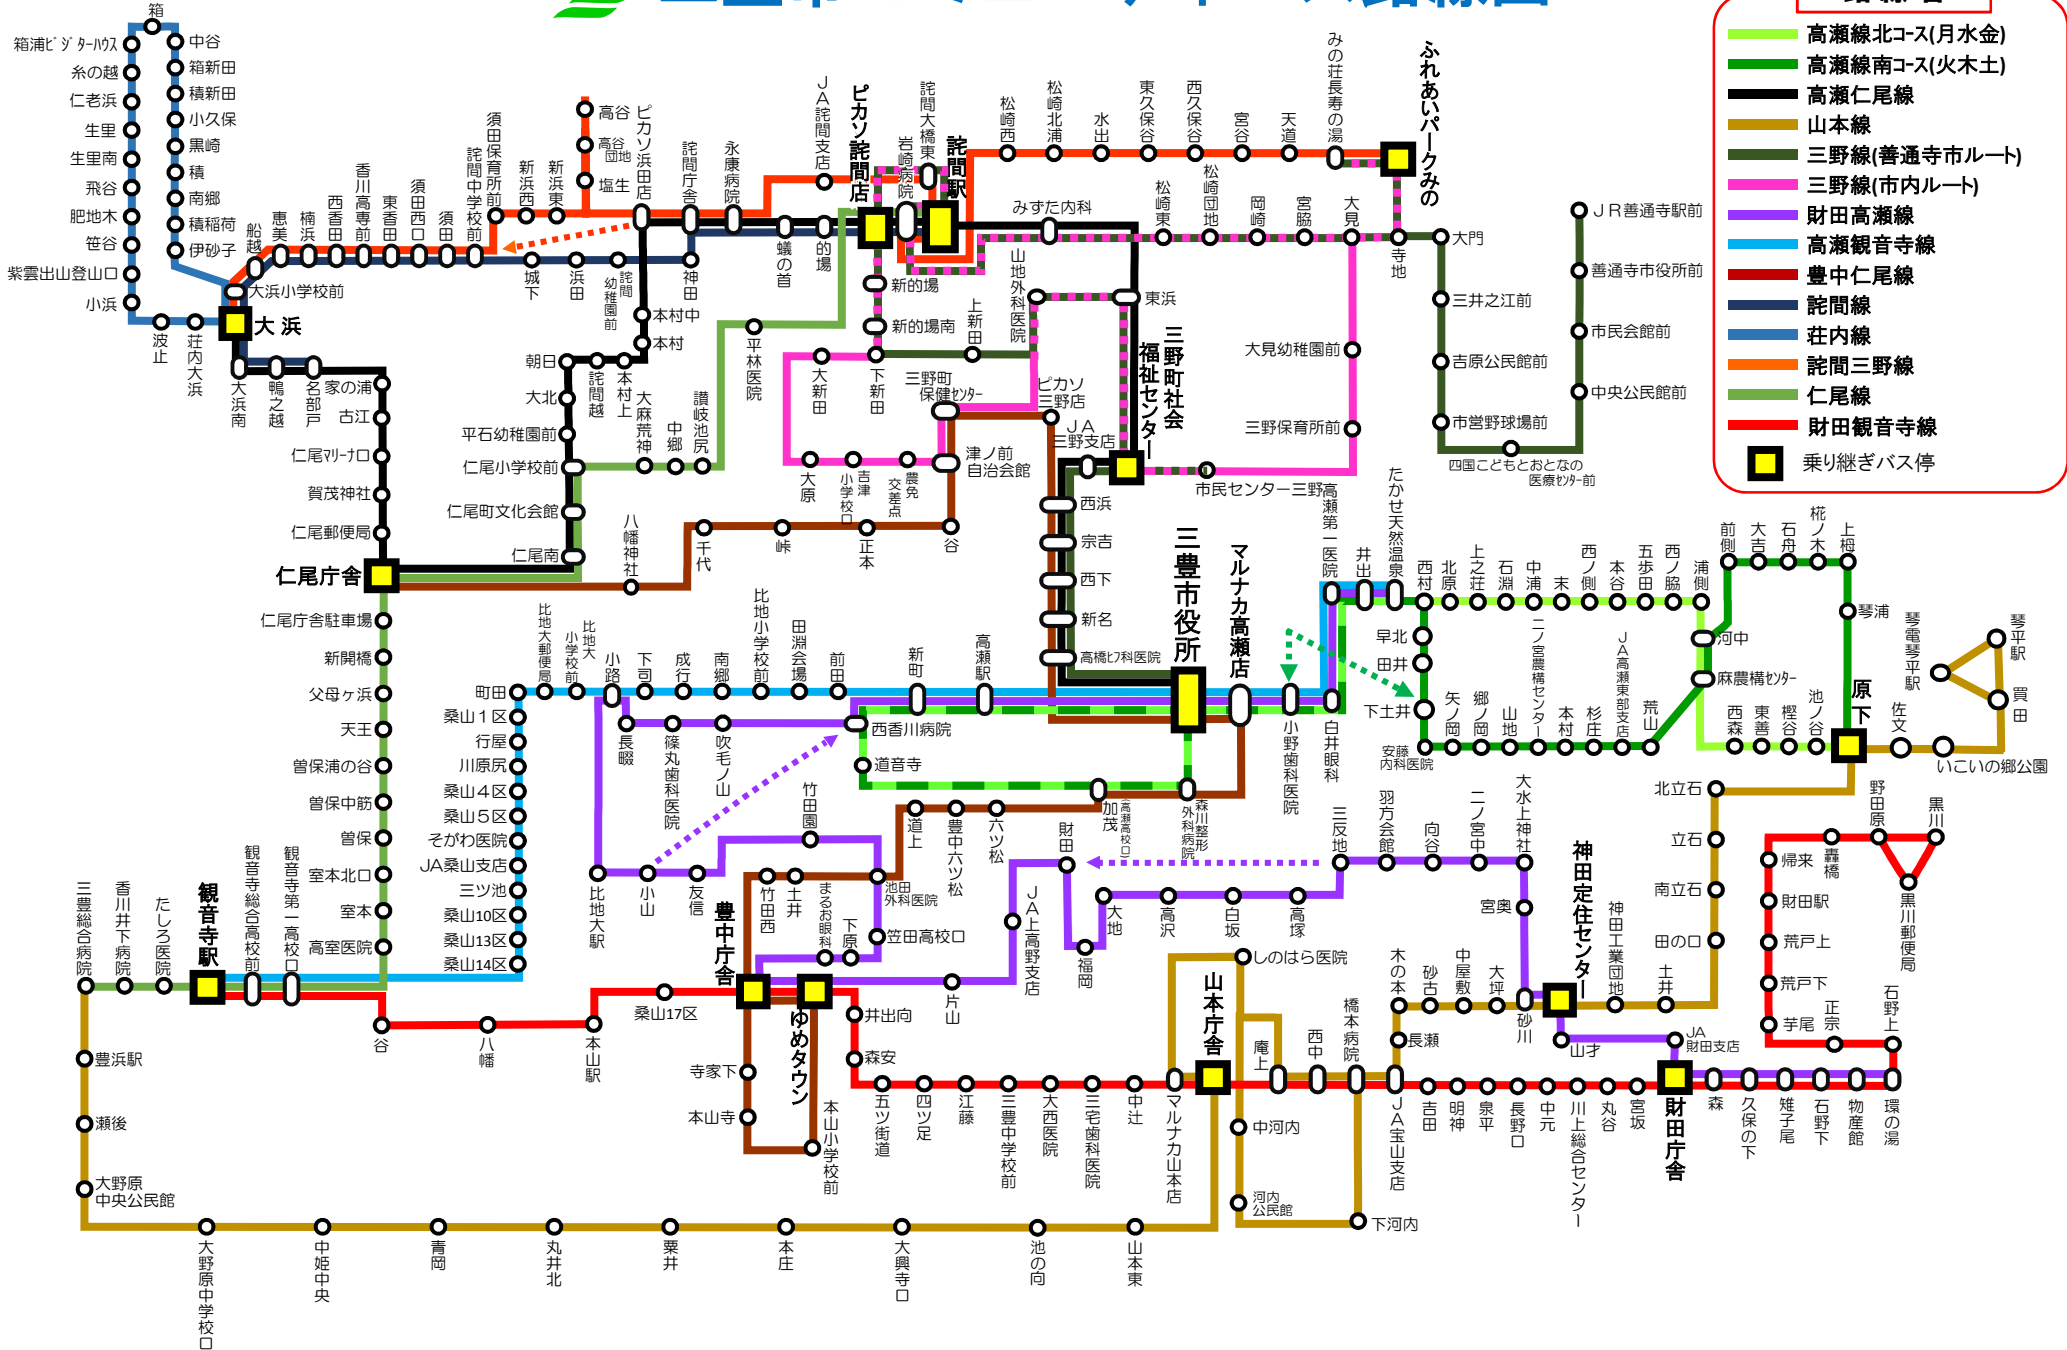 路線名
高瀬線北コース(月水金)
高瀬線南コース(火木土)
高瀬仁尾線
山本線
三野線(善通寺市ルート)
三野線(市内ルート)
財田高瀬線
高瀬観音寺線
豊中仁尾線
詫間線
荘内線
詫間三野線
仁尾線
財田観音寺線
乗り継ぎバス停
箱
箱浦ビジターハウス
糸の越
仁老浜
生里
生里南
飛谷
肥地木
笹谷
紫雲出山登山口
小浜
波止
荘内大浜
中谷
箱新田
積新田
小久保
黒崎
積
南郷
積稲荷
伊砂子
大浜小学校前
大浜
船越
恵美
楠浜
西香田
香川高専前
東香田
須田西口
須田
詫間中学校前
須田保育所前
新浜西
新浜東
高谷
高谷
団地
塩生
ピカソ浜田店
詫間庁舎
永康病院
JA詫間支店
ピカソ詫間店
岩崎病院
詫間大橋東
詫間駅
松崎西
松崎北浦
水出
東久保谷
西久保谷
宮谷
天道
みの荘長寿の湯
ふれあいパークみの
城下
浜田
詫間
幼稚園前
神田
蟻の首
的場
みずた内科
松崎東
松崎団地
岡崎
宮脇
大見
寺地
大門
三井之江前
吉原公民館前
市営野球場前
四国こどもとおとなの
医療センター前
JR善通寺駅前
善通寺市役所前
市民会館前
中央公民館前
新的場
新的場南
上新田
山地外科医院
東浜
大新田
下新田
三野町
保健センター
ピカソ
三野店
JA
三野支店
三野町社会
福祉センター
大見幼稚園前
三野保育所前
市民センター三野
大原
吉津
小学校口
農免
交差点
津ノ前
自治会館
谷
正本
峠
千代
八幡神社
平林医院
讃岐池尻
中郷
大麻荒神
本村中
本村
本村上
詫間越
朝日
大北
平石幼稚園前
仁尾小学校前
仁尾町文化会館
仁尾南
大浜南
鴨之越
名部戸
家の浦
古江
仁尾マリーナ口
賀茂神社
仁尾郵便局
仁尾庁舎
仁尾庁舎駐車場
新開橋
父母ヶ浜
天王
曽保浦の谷
曽保中筋
曽保
室本北口
室本
高室医院
西浜
宗吉
西下
新名
高橋ヒフ科医院
三豊市役所
マルナカ高瀬店
小野歯科医院
白井眼科
高瀬第一医院
井出
たかせ天然温泉
西村
北原
上之荘
石淵
中浦
末
西ノ側
本谷
五歩田
西ノ脇
浦側
前側
大吉
石舟
椛ノ木
上栂
琴浦
河中
麻農構センター
早北
田井
下土井
安藤
内科医院
矢ノ岡
郷ノ岡
山地
二ノ宮農構センター
本村
杉庄
JA高瀬東部支店
荒山
西森
東善
樫谷
池ノ谷
原下
佐文
いこいの郷公園
買田
琴平駅
琴電琴平駅
町田
比地大郵便局
比地大
小学校前
小路
下司
成行
南郷
比地小学校前
田淵会場
前田
新町
高瀬駅
桑山1区
行屋
川原尻
桑山4区
桑山5区
そがわ医院
JA桑山支店
三ツ池
桑山10区
桑山13区
桑山14区
長畷
篠丸歯科医院
吹毛ノ山
西香川病院
道音寺
加茂
(高瀬高校口)
森川整形
外科病院
道上
豊中六ツ松
六ツ松
竹田園
比地大駅
小山
友信
竹田西
土井
池田
外科医院
まるお眼科
下原
笠田高校口
豊中庁舎
ゆめタウン
片山
JA上高野支店
財田
福岡
大地
高沢
白坂
高塚
三反地
羽方会館
向谷
二ノ宮中
大水上神社
宮奥
砂川
神田定住センター
山才
JA
財田支店
神田工業団地
土井
田の口
南立石
立石
北立石
野田原
黒川
黒川郵便局
轟橋
帰来
財田駅
荒戸上
荒戸下
芋尾
正宗
石野上
三豊総合病院
香川井下病院
たしろ医院
観音寺駅
観音寺総合高校前
観音寺第一高校口
谷
八幡
本山駅
桑山17区
寺家下
本山寺
本山小学校前
井出向
森安
五ツ街道
四ツ足
江藤
三豊中学校前
大西医院
三宅歯科医院
中辻
マルナカ山本店
山本庁舎
しのはら医院
庵上
西中
橋本病院
JA宝山支店
長瀬
木の本
砂古
中屋敷
大坪
中河内
河内
公民館
下河内
吉田
明神
泉平
長野口
中元
川上総合センター
丸谷
宮坂
財田庁舎
森
久保の下
雉子尾
石野下
物産館
環の湯
豊浜駅
瀬後
大野原
中央公民館
大野原中学校口
中姫中央
青岡
丸井北
粟井
本庄
大興寺口
池の向
山本東